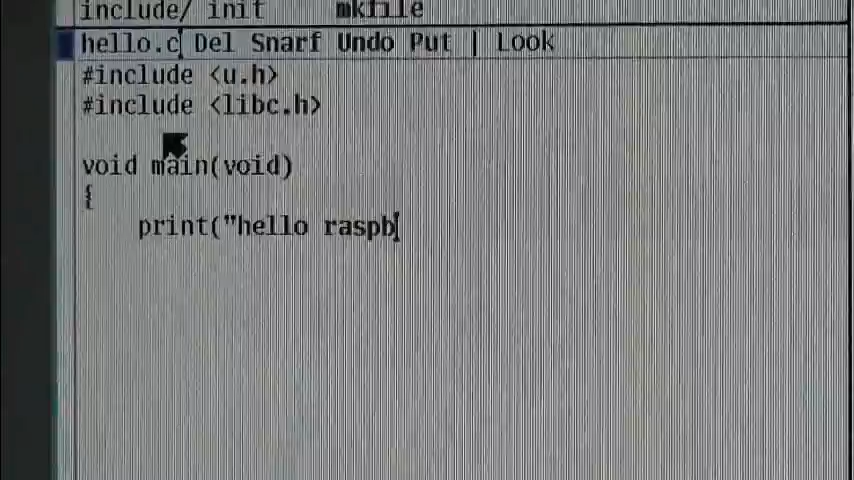 include/ init mkfile
hello.c Del Snarf Undo Put | Look
#include <u.h>
#include <libc.h>
void main(void)
{
print("hello raspb